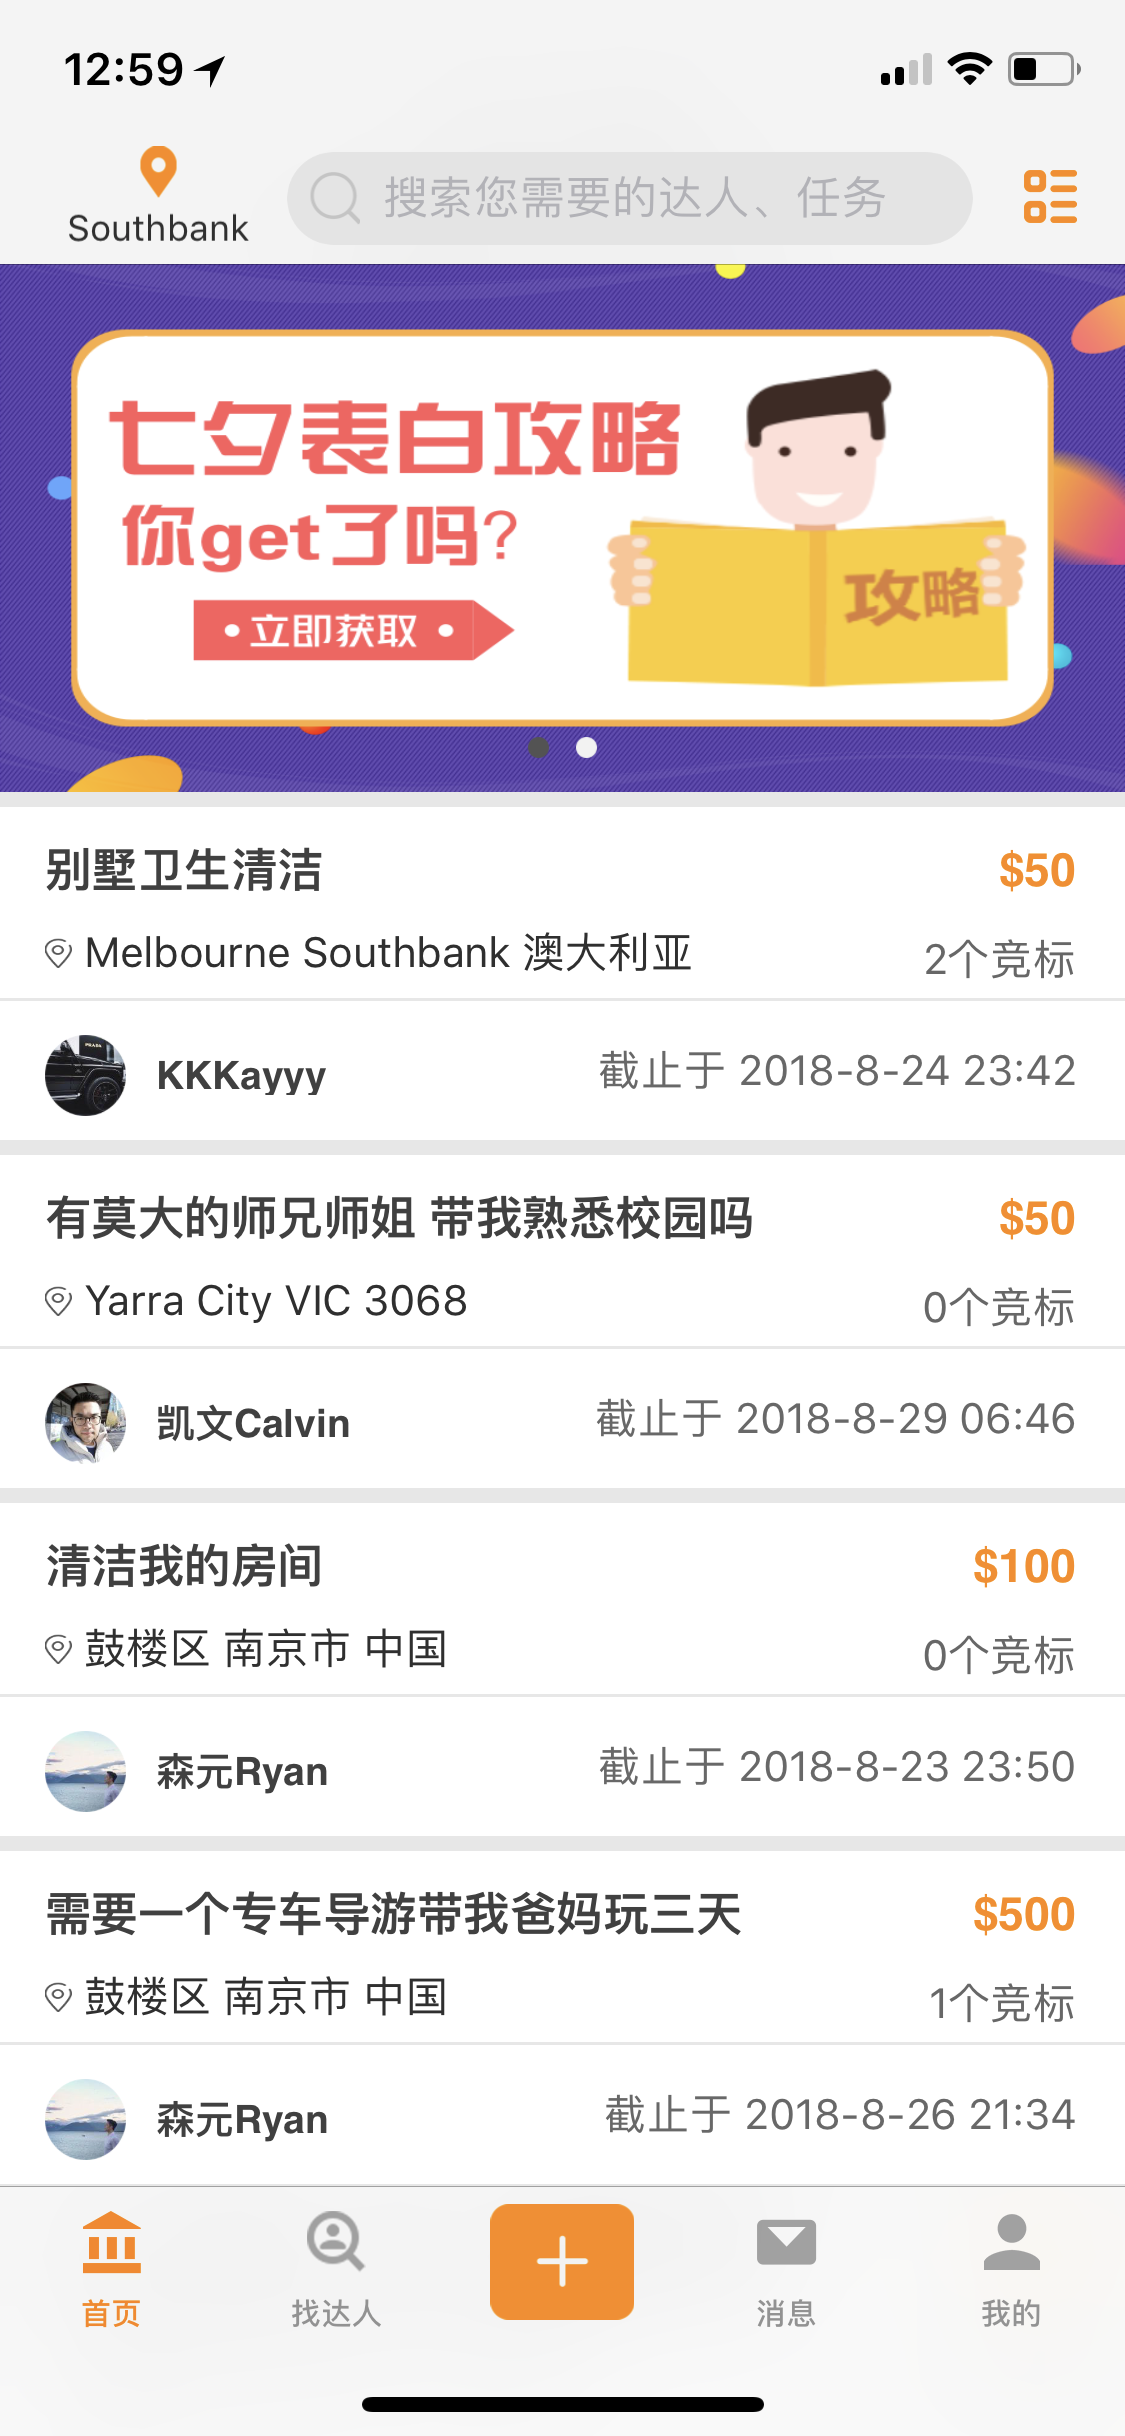 12:59
Southbank
搜索您需要的达人、任务
七夕表白攻略
你get了吗?
立即获取
攻略
别墅卫生清洁
$50
Melbourne Southbank 澳大利亚
2个竞标
PRADA
KKKayyy
截止于 2018-8-24 23:42
有莫大的师兄师姐 带我熟悉校园吗
$50
Yarra City VIC 3068
0个竞标
凯文Calvin
截止于 2018-8-29 06:46
清洁我的房间
$100
鼓楼区 南京市 中国
0个竞标
森元Ryan
截止于 2018-8-23 23:50
需要一个专车导游带我爸妈玩三天
$500
鼓楼区 南京市 中国
1个竞标
森元Ryan
截止于 2018-8-26 21:34
首页
找达人
消息
我的